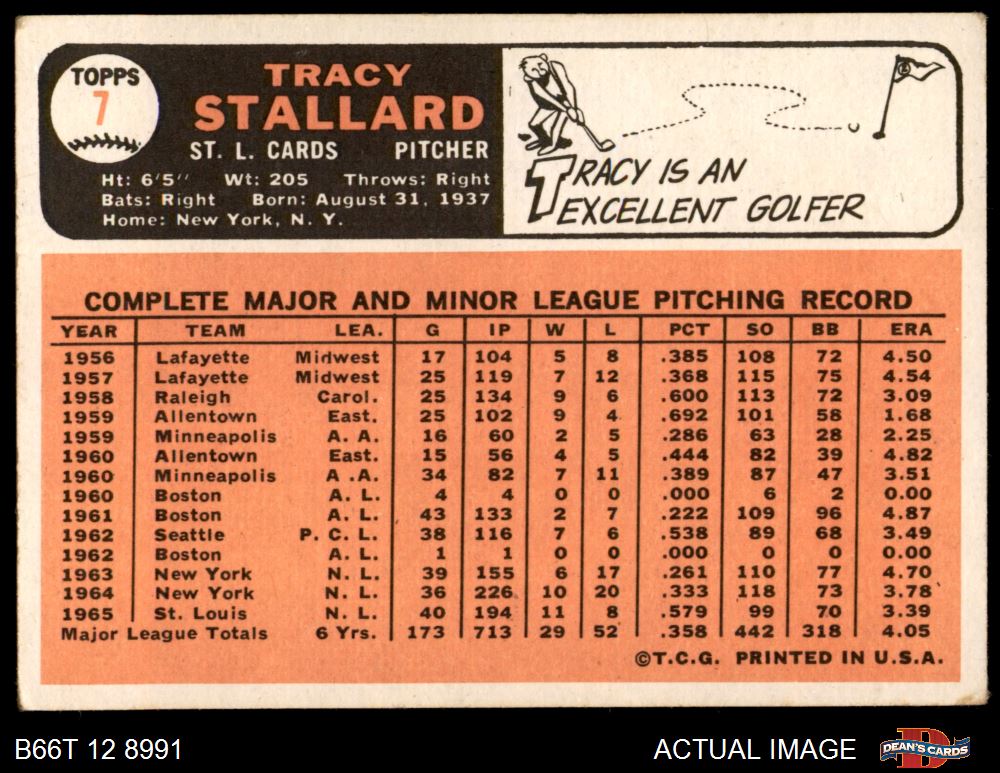 TOPPS
7
TRACY
STALLARD
ST. L. CARDS PITCHER
Ht: 6'5" Wt: 205 Throws: Right
Bats: Right Born: August 31, 1937
Home: New York, N. Y.
TRACY IS AN
EXCELLENT GOLFER
COMPLETE MAJOR AND MINOR LEAGUE PITCHING RECORD
YEAR TEAM LEA. G IP W L PCT SO BB ERA
1956 Lafayette Midwest 17 104 5 8 .385 108 72 4.50
1957 Lafayette Midwest 25 119 7 12 .368 115 75 4.54
1958 Raleigh Carol. 25 134 9 6 .600 113 72 3.09
1959 Allentown East. 25 102 9 4 .692 101 58 1.68
1959 Minneapolis A. A. 16 60 2 5 .286 63 28 2.25
1960 Allentown East. 15 56 4 5 .444 82 39 4.82
1960 Minneapolis A .A. 34 82 7 11 .389 87 47 3.51
1960 Boston A. L. 4 4 0 0 .000 6 2 0.00
1961 Boston A. L. 43 133 2 7 .222 109 96 4.87
1962 Seattle P. C. L. 38 116 7 6 .538 89 68 3.49
1962 Boston A. L. 1 1 0 0 .000 0 0 0.00
1963 New York N. L. 39 155 6 17 .261 110 77 4.70
1964 New York N. L. 36 226 10 20 .333 118 73 3.78
1965 St. Louis N. L. 40 194 11 8 .579 99 70 3.39
Major League Totals 6 Yrs. 173 713 29 52 .358 442 318 4.05
©T.C.G. PRINTED IN U.S.A.
B66T 12 8991 ACTUAL IMAGE DEAN'S CARDS